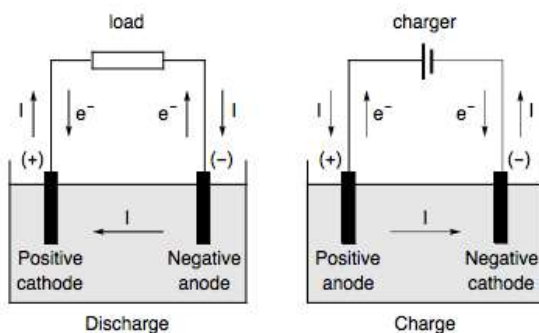 load
charger
I
e⁻
e⁻
I
I
e⁻
e⁻
I
(+)
(−)
(+)
(−)
I
I
Positive
cathode
Negative
anode
Positive
anode
Negative
cathode
Discharge
Charge